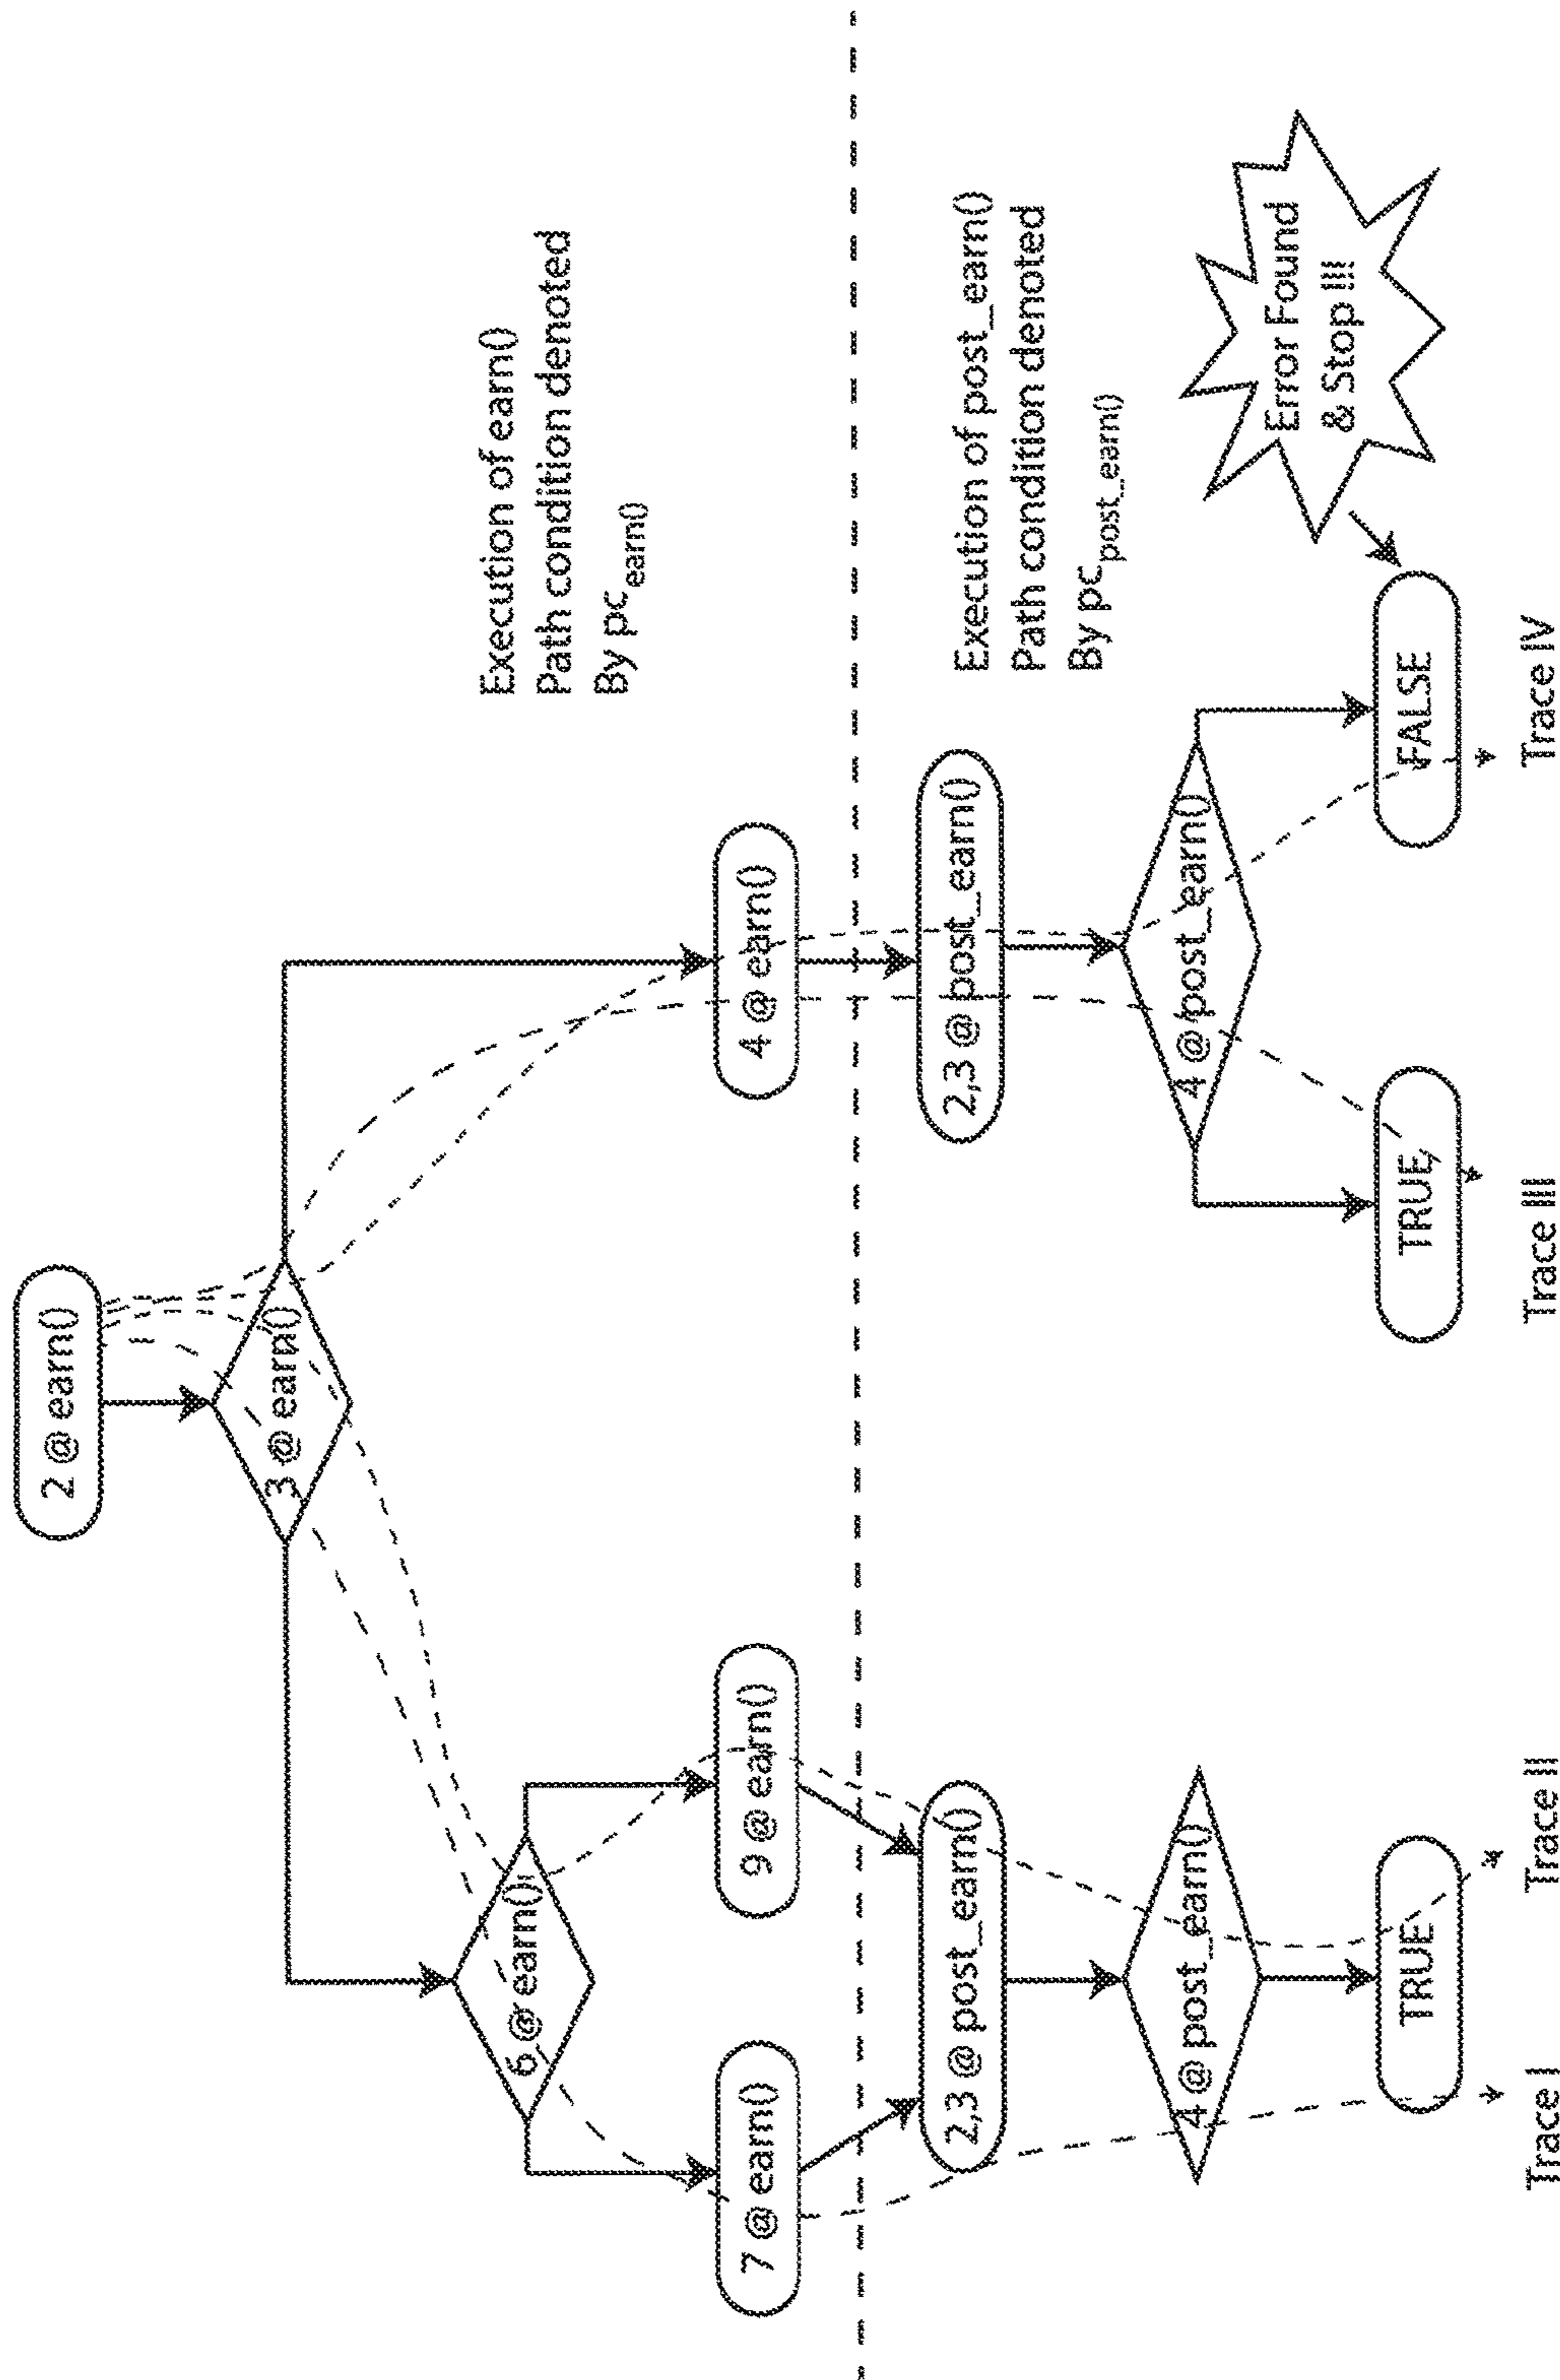 2 @ earn()
3 @ earn()
Execution of earn()
Path condition denoted
By pcearn()
6 @ earn()
7 @ earn()
9 @ earn()
4 @ earn()
Execution of post_earn()
Path condition denoted
By pcpost_earn()
2,3 @ post_earn()
2,3 @ post_earn()
4 @ post_earn()
4 @ post_earn()
Error Found
& Stop !!!
TRUE
TRUE
FALSE
Trace I
Trace II
Trace III
Trace IV